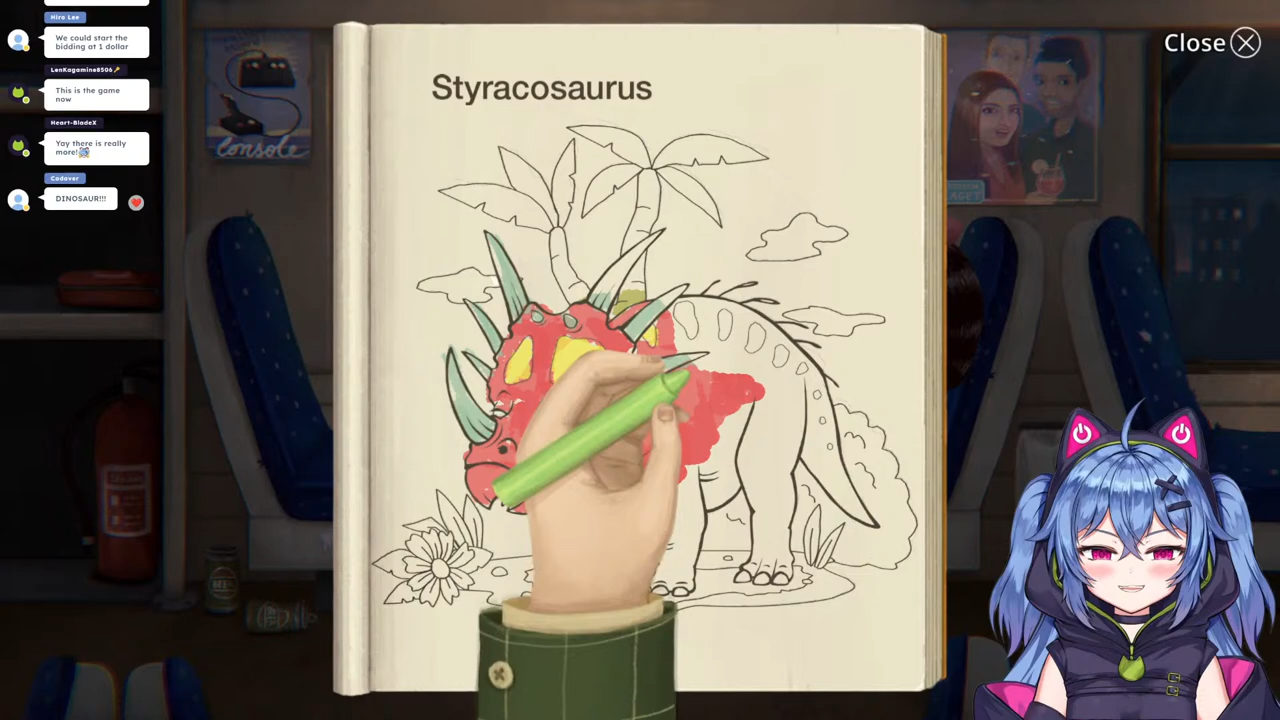 Hiro Lee
We could start the
bidding at 1 dollar
LenKagamine8506
This is the game
now
Heart-BladeX
Yay there is really
more!
Cadaver
DINOSAUR!!!
Console
Styracosaurus
Close